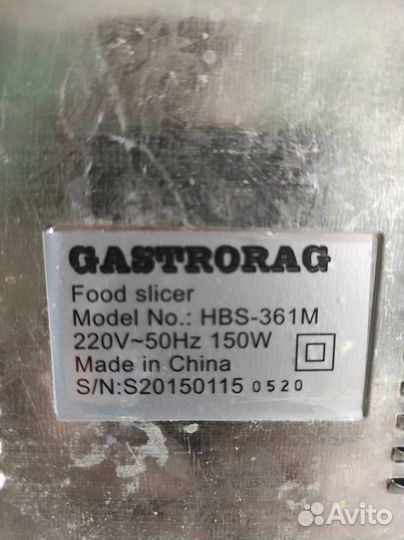 GASTRORAG
Food slicer
Model No.: HBS-361M
220V~50Hz 150W
Made in China
S/N:S20150115 0520
Avito